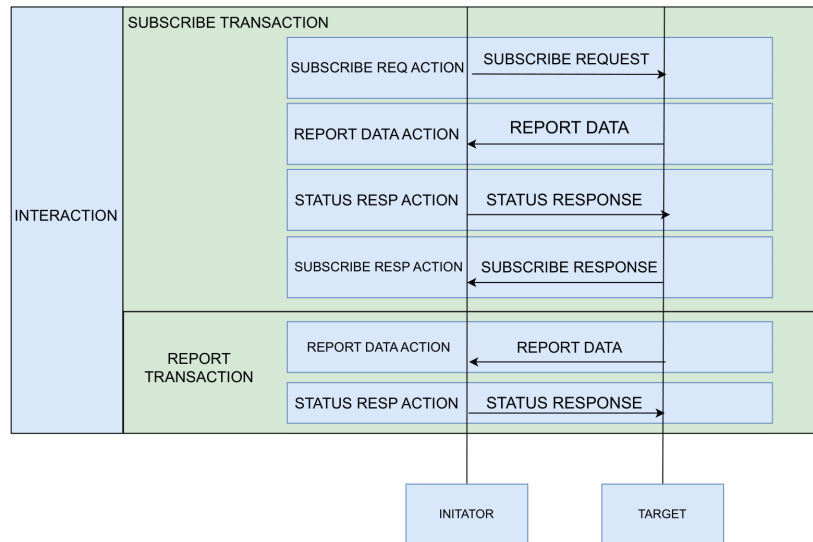 SUBSCRIBE TRANSACTION
SUBSCRIBE REQ ACTION
SUBSCRIBE REQUEST
REPORT DATA ACTION
REPORT DATA
INTERACTION
STATUS RESP ACTION
STATUS RESPONSE
SUBSCRIBE RESP ACTION
SUBSCRIBE RESPONSE
REPORT
TRANSACTION
REPORT DATA ACTION
REPORT DATA
STATUS RESP ACTION
STATUS RESPONSE
INITATOR
TARGET